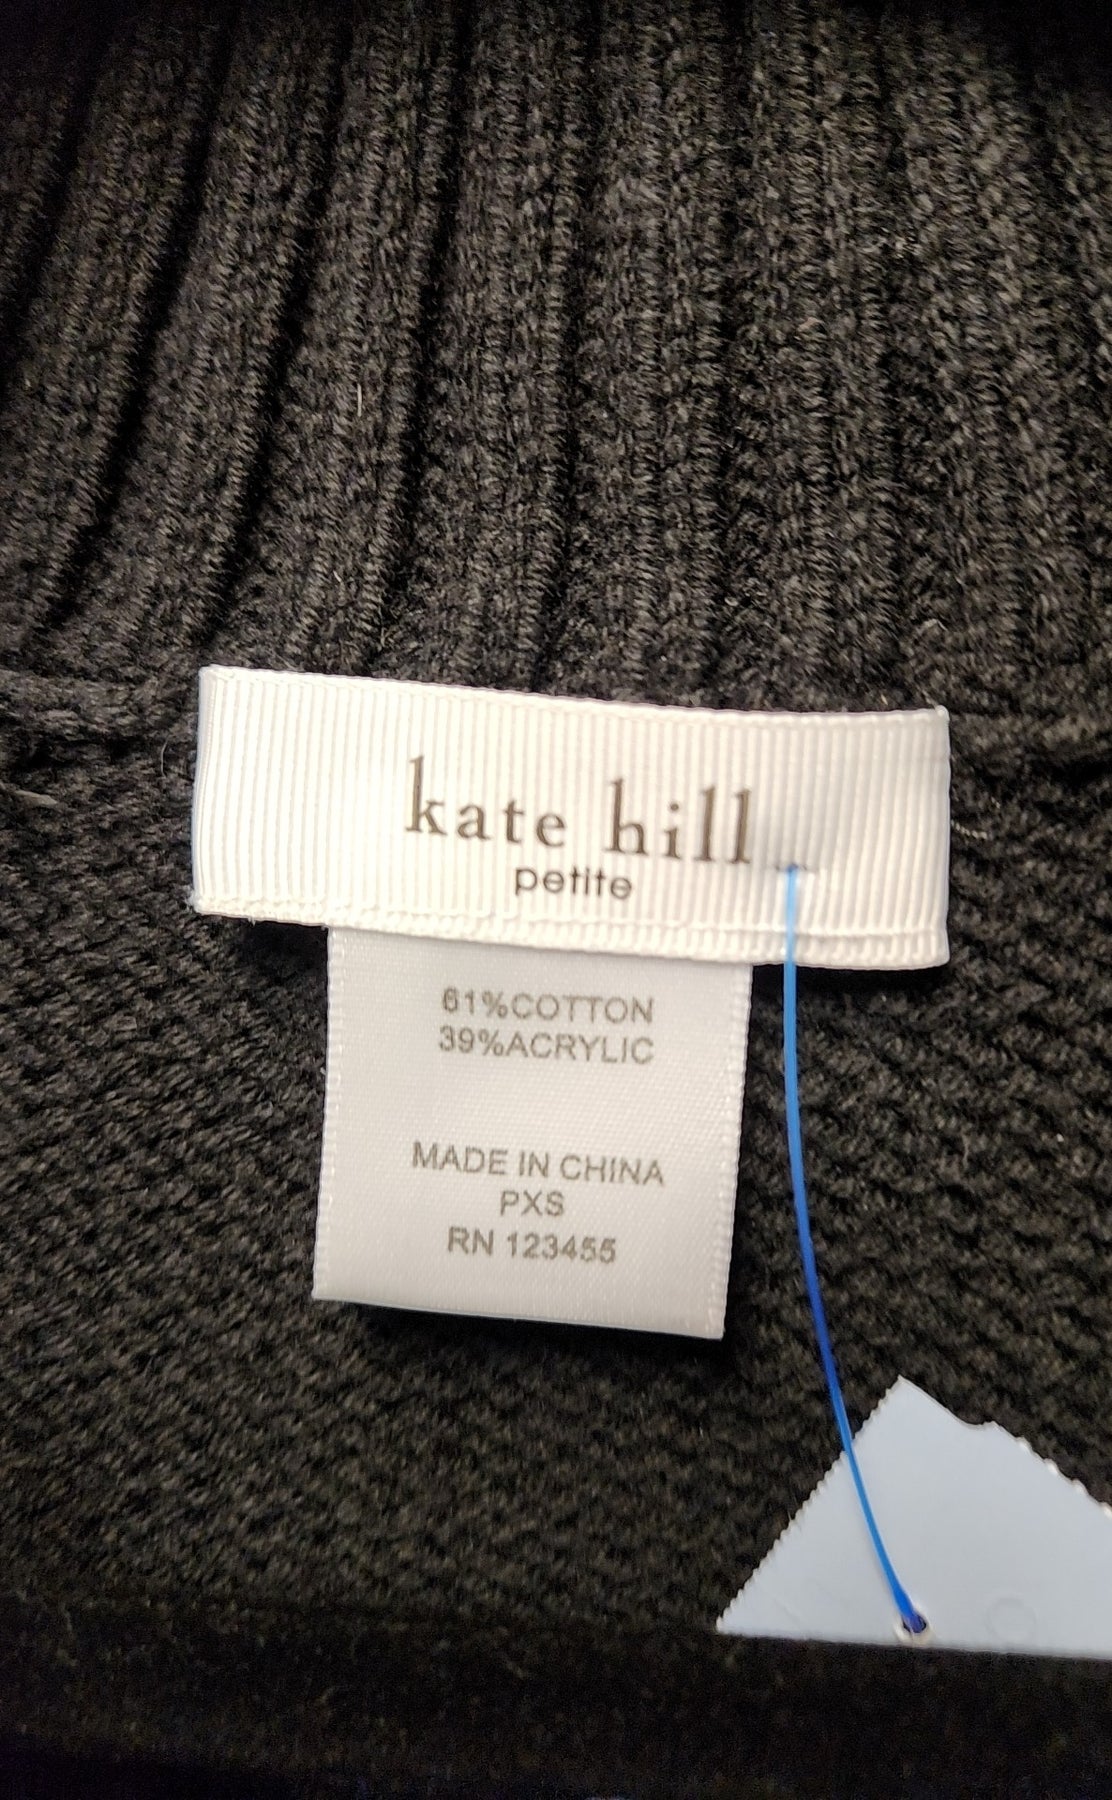 kate hill
petite
61%COTTON
39%ACRYLIC
MADE IN CHINA
PXS
RN 123455